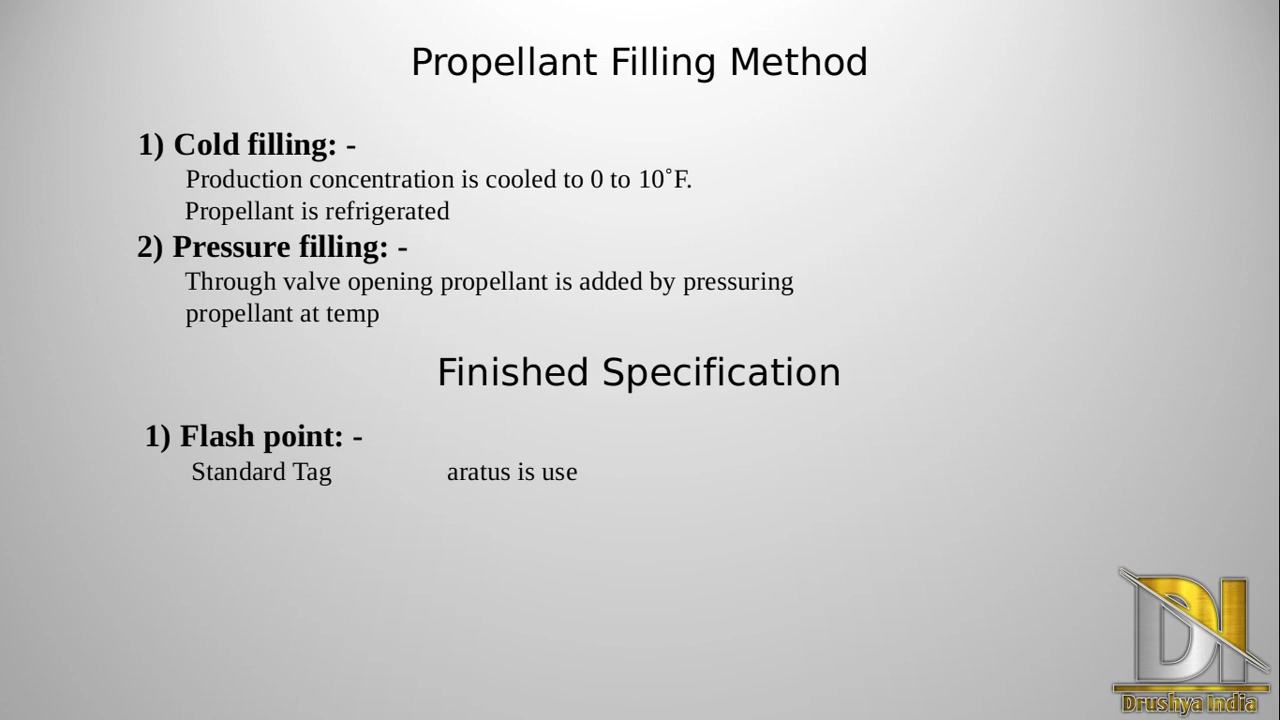 Propellant Filling Method
1) Cold filling: -
Production concentration is cooled to 0 to 10˚F.
Propellant is refrigerated
2) Pressure filling: -
Through valve opening propellant is added by pressuring
propellant at temp
Finished Specification
1) Flash point: -
Standard Tag aratus is use
DI
Drushya India